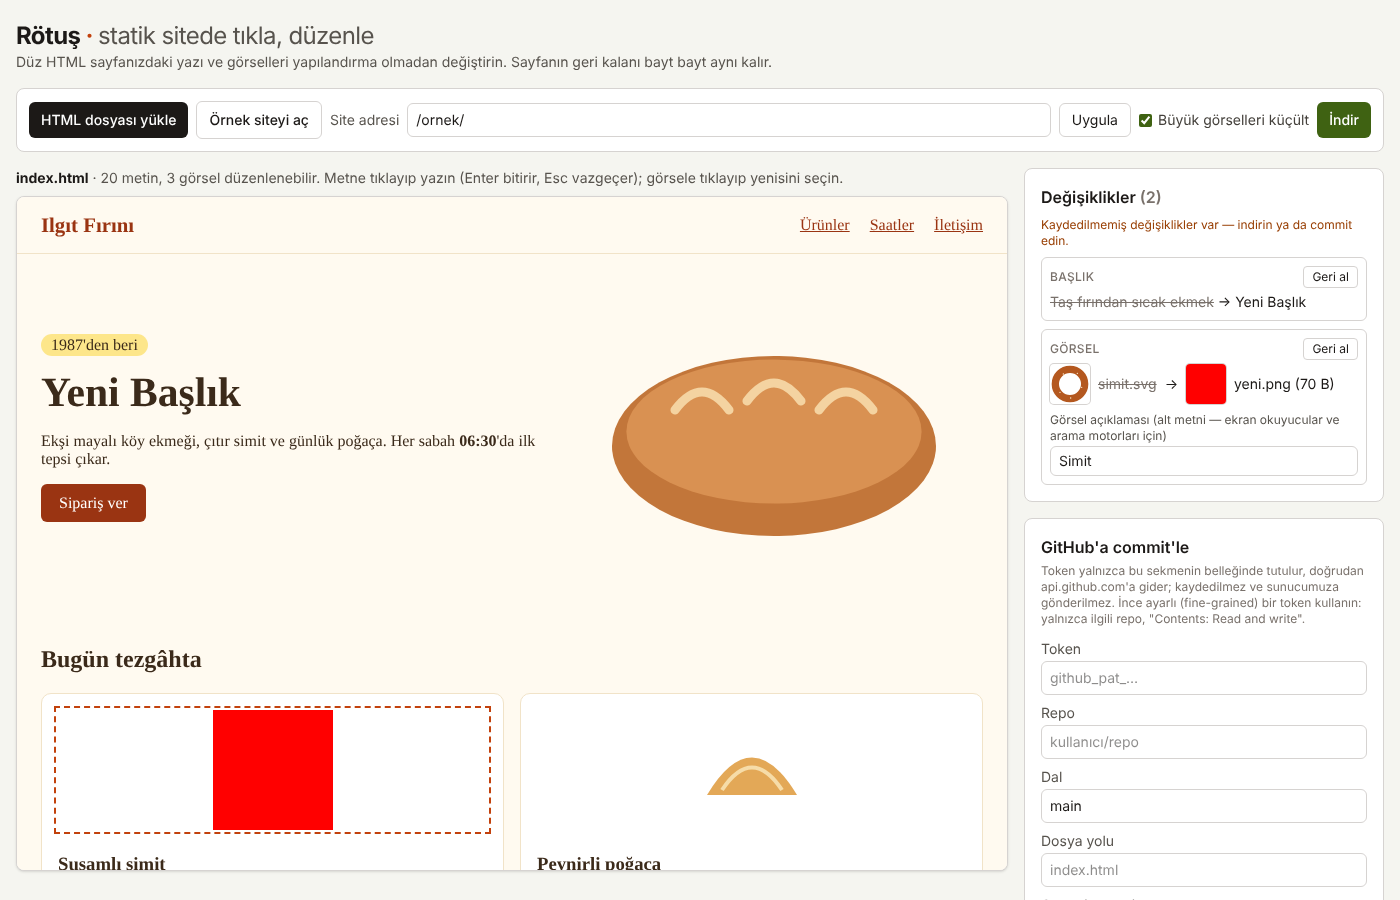 Rötuş · statik sitede tıkla, düzenle
Düz HTML sayfanızdaki yazı ve görselleri yapılandırma olmadan değiştirin. Sayfanın geri kalanı bayt bayt aynı kalır.
HTML dosyası yükle
Örnek siteyi aç
Site adresi
/ornek/
Uygula
Büyük görselleri küçült
İndir
index.html · 20 metin, 3 görsel düzenlenebilir. Metne tıklayıp yazın (Enter bitirir, Esc vazgeçer); görsele tıklayıp yenisini seçin.
Ilgıt Fırını
Ürünler
Saatler
İletişim
1987'den beri
Yeni Başlık
Ekşi mayalı köy ekmeği, çıtır simit ve günlük poğaça. Her sabah 06:30'da ilk
tepsi çıkar.
Sipariş ver
Bugün tezgâhta
Susamlı simit
Peynirli poğaça
Değişiklikler (2)
Kaydedilmemiş değişiklikler var — indirin ya da commit
edin.
BAŞLIK
Geri al
Taş fırından sıcak ekmek → Yeni Başlık
GÖRSEL
Geri al
simit.svg → yeni.png (70 B)
Görsel açıklaması (alt metni — ekran okuyucular ve
arama motorları için)
Simit
GitHub'a commit'le
Token yalnızca bu sekmenin belleğinde tutulur, doğrudan
api.github.com'a gider; kaydedilmez ve sunucumuza
gönderilmez. İnce ayarlı (fine-grained) bir token kullanın:
yalnızca ilgili repo, "Contents: Read and write".
Token
github_pat_...
Repo
kullanıcı/repo
Dal
main
Dosya yolu
index.html